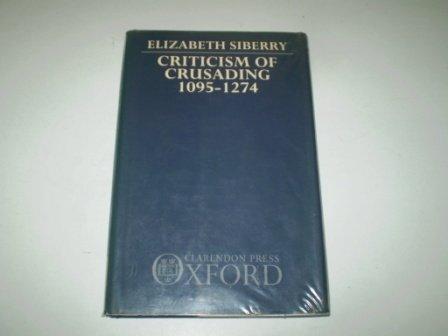 ELIZABETH SIBERRY
CRITICISM OF
CRUSADING
1095-1274
CLARENDON PRESS
OXFORD